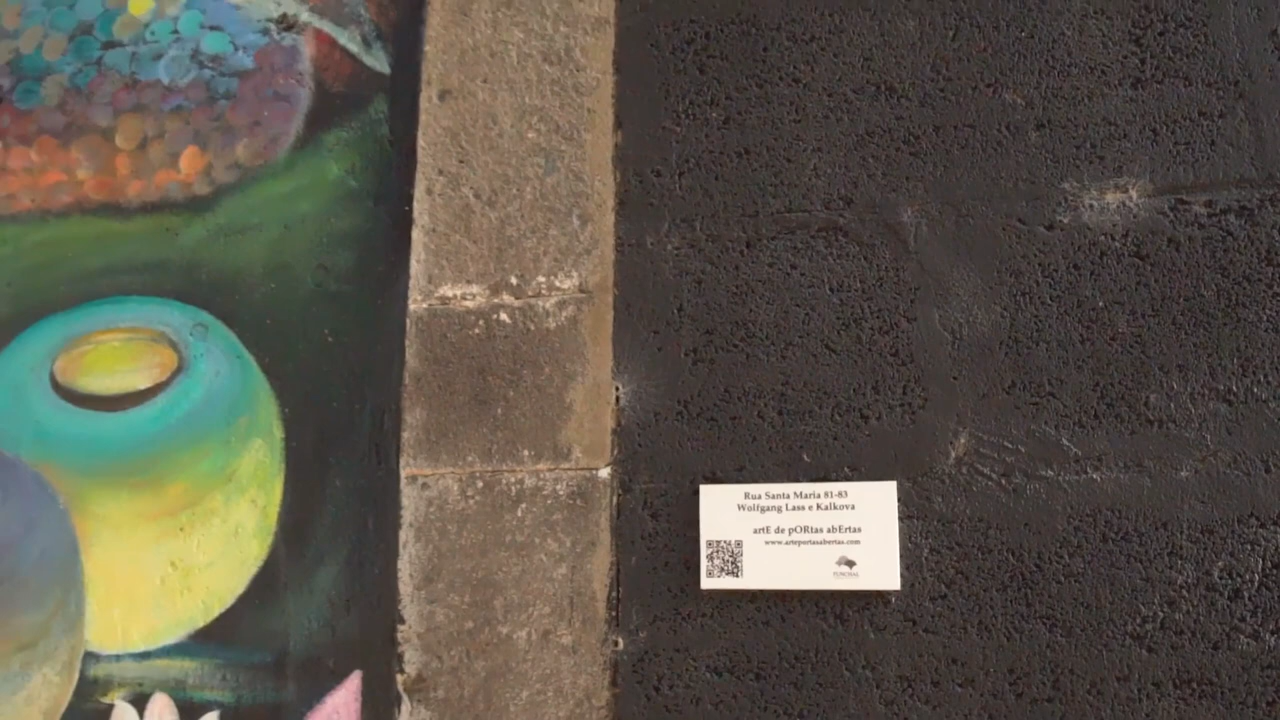 Rua Santa Maria 81-83
Wolfgang Lass e Kalkova
artE de pORtas abErtas
www.arteportasabertas.com
FUNCHAL